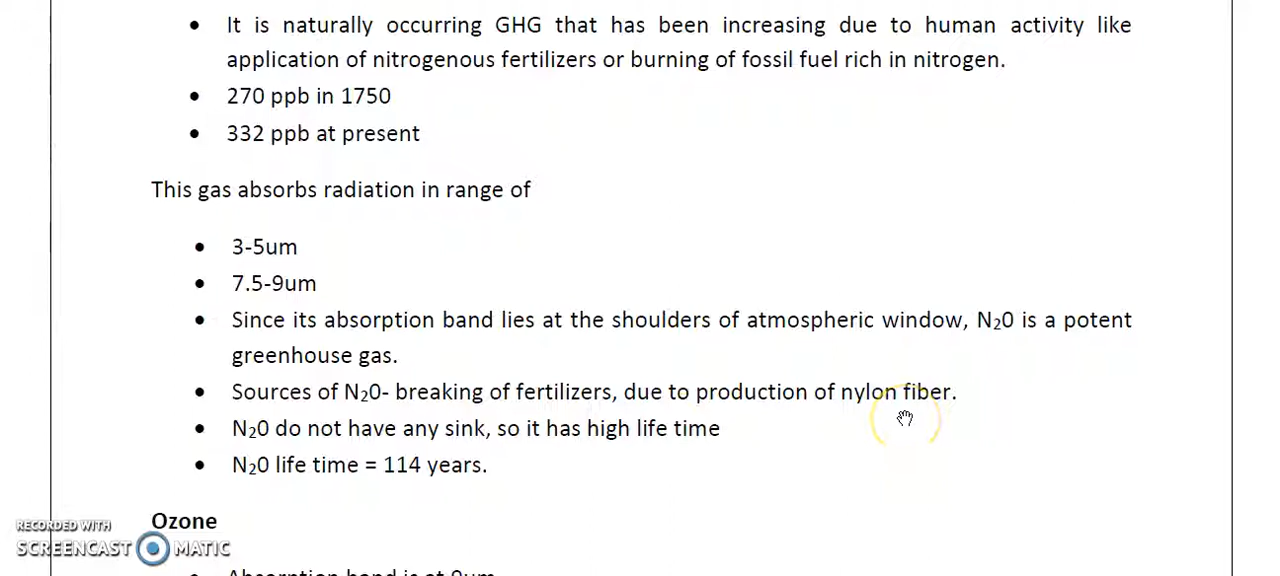 • It is naturally occurring GHG that has been increasing due to human activity like
application of nitrogenous fertilizers or burning of fossil fuel rich in nitrogen.
• 270 ppb in 1750
• 332 ppb at present
This gas absorbs radiation in range of
• 3-5um
• 7.5-9um
• Since its absorption band lies at the shoulders of atmospheric window, N₂0 is a potent
greenhouse gas.
• Sources of N₂0- breaking of fertilizers, due to production of nylon fiber.
• N₂0 do not have any sink, so it has high life time
• N₂0 life time = 114 years.
Ozone
• Absorption band is at 9um
RECORDED WITH
SCREENCAST MATIC